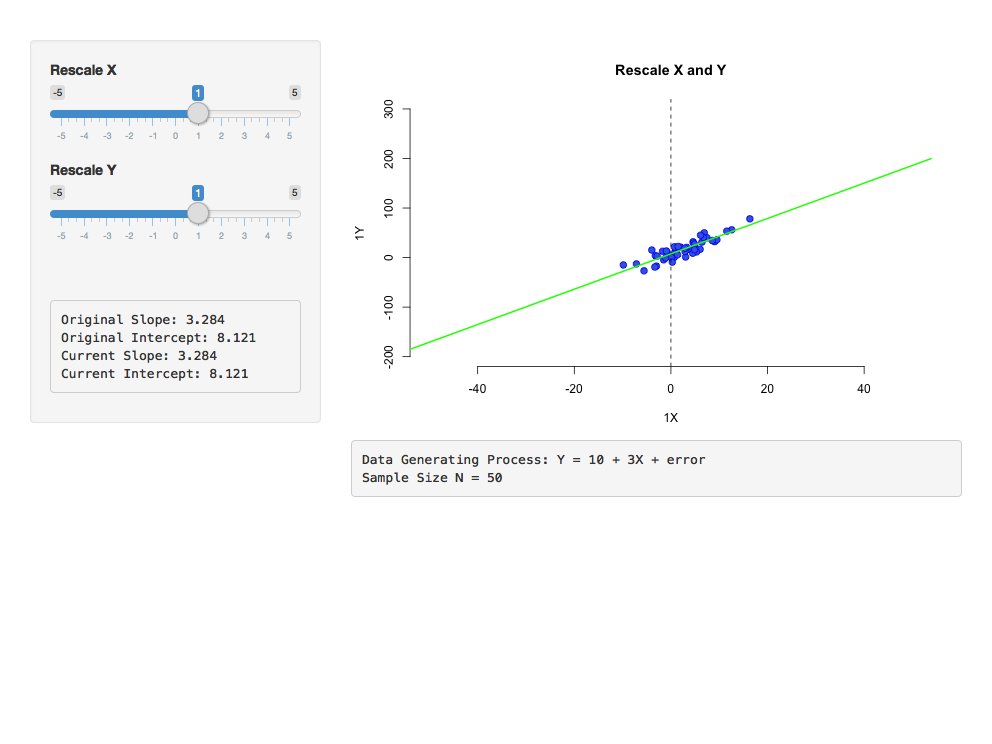 Rescale X
-5 1 5
-5 -4 -3 -2 -1 0 1 2 3 4 5
Rescale Y
-5 1 5
-5 -4 -3 -2 -1 0 1 2 3 4 5
Original Slope: 3.284
Original Intercept: 8.121
Current Slope: 3.284
Current Intercept: 8.121
Rescale X and Y
300
200
100
0
-100
-200
1Y
-40 -20 0 20 40
1X
Data Generating Process: Y = 10 + 3X + error
Sample Size N = 50